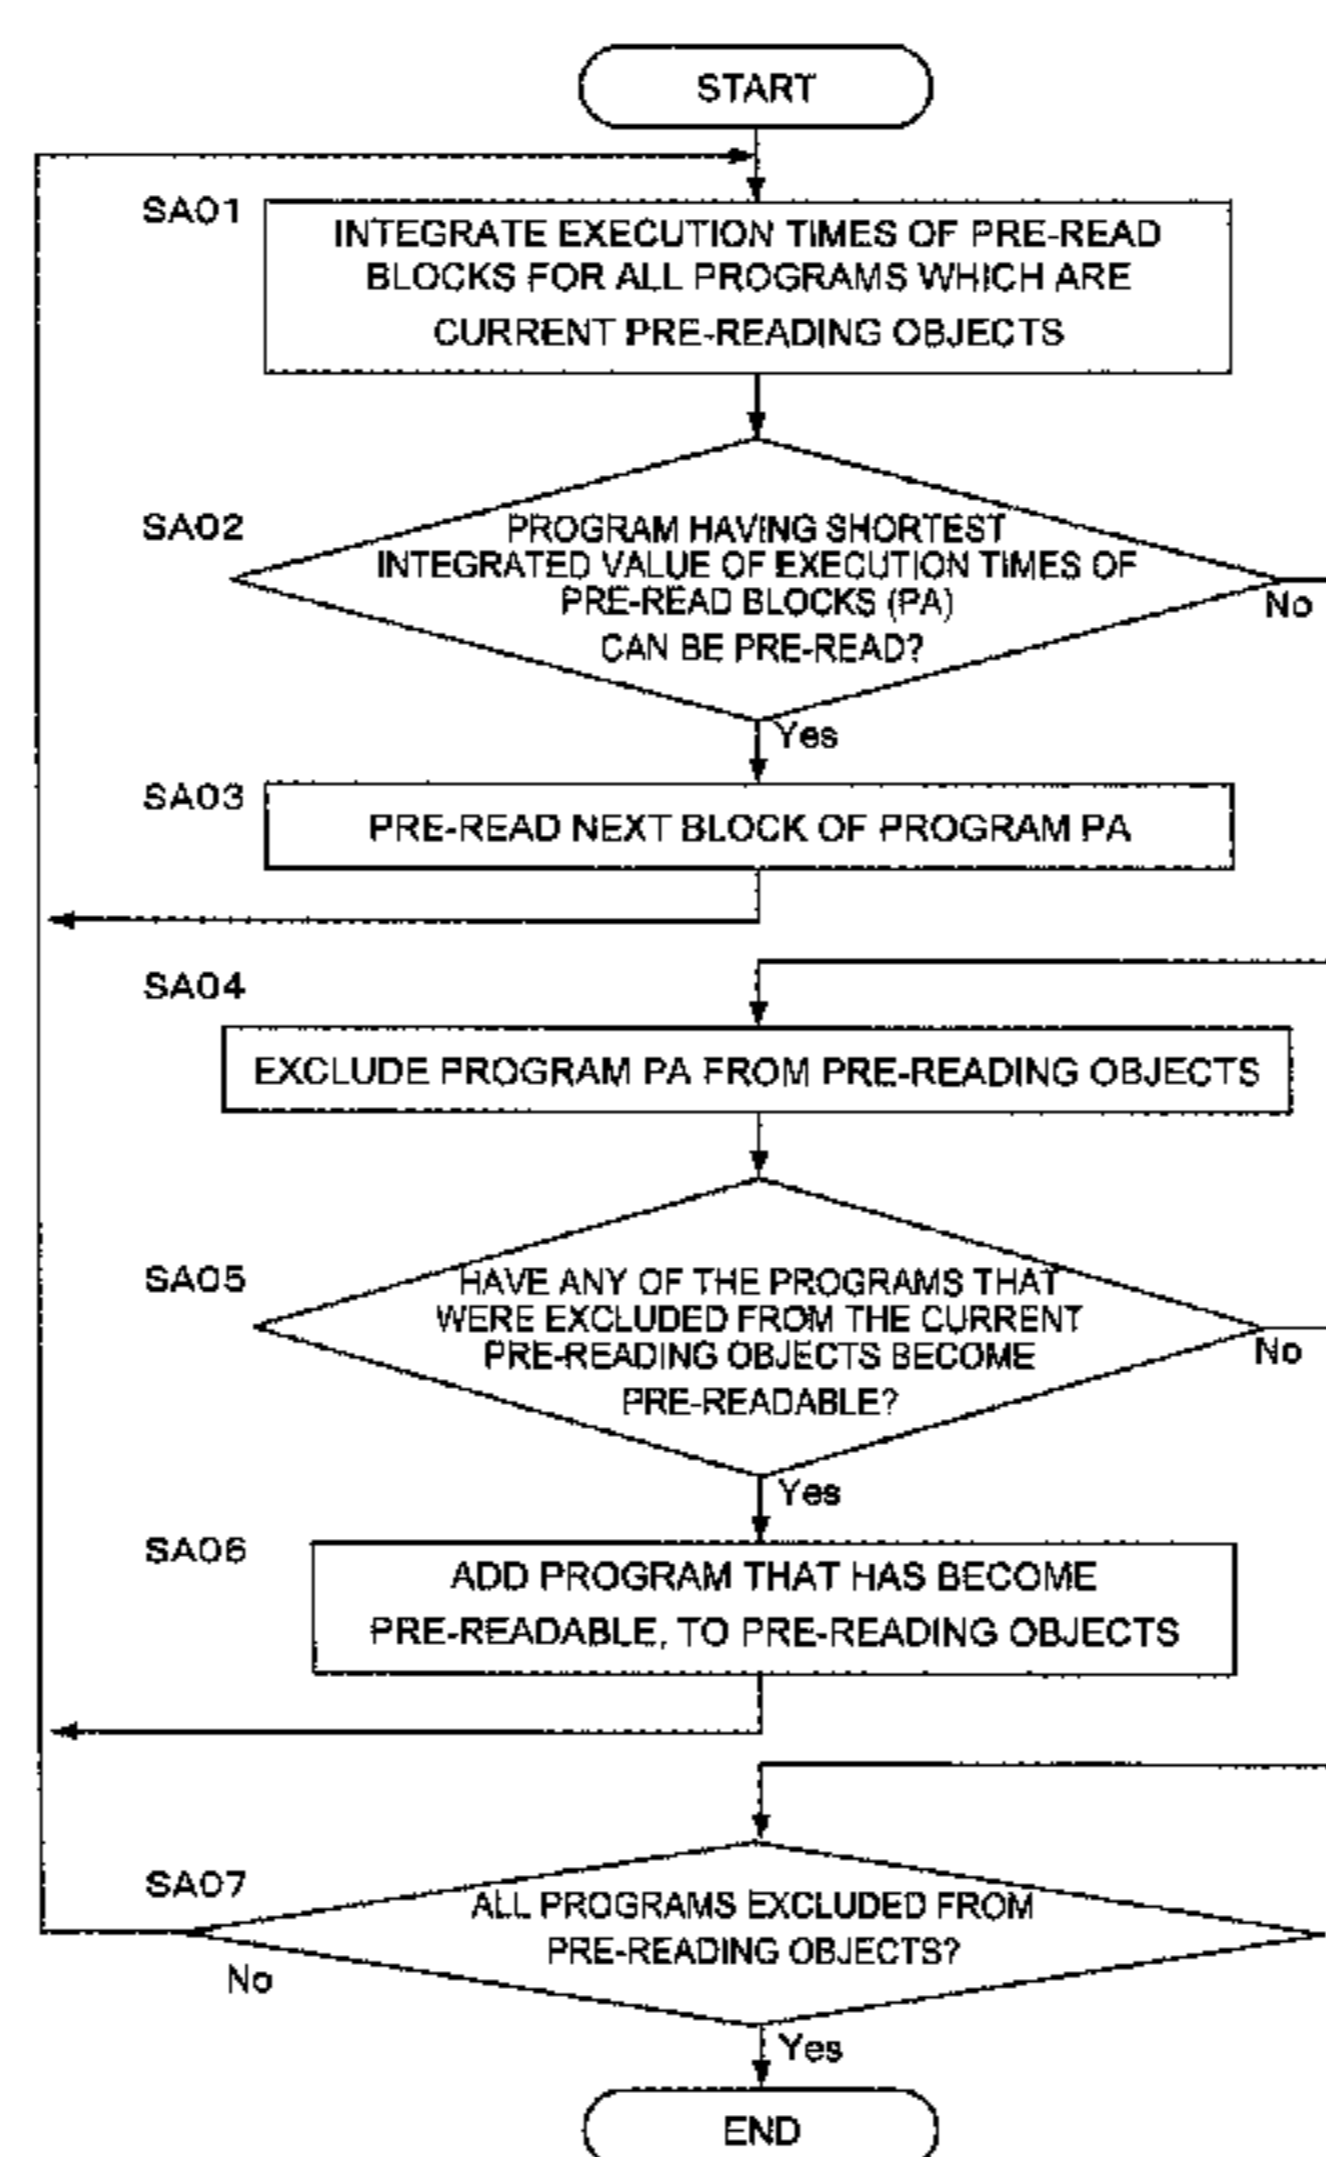 START
SA01
INTEGRATE EXECUTION TIMES OF PRE-READ
BLOCKS FOR ALL PROGRAMS WHICH ARE
CURRENT PRE-READING OBJECTS
SA02
PROGRAM HAVING SHORTEST
INTEGRATED VALUE OF EXECUTION TIMES OF
PRE-READ BLOCKS (PA)
CAN BE PRE-READ?
No
Yes
SA03
PRE-READ NEXT BLOCK OF PROGRAM PA
SA04
EXCLUDE PROGRAM PA FROM PRE-READING OBJECTS
SA05
HAVE ANY OF THE PROGRAMS THAT
WERE EXCLUDED FROM THE CURRENT
PRE-READING OBJECTS BECOME
PRE-READABLE?
No
Yes
SA06
ADD PROGRAM THAT HAS BECOME
PRE-READABLE, TO PRE-READING OBJECTS
SA07
ALL PROGRAMS EXCLUDED FROM
PRE-READING OBJECTS?
No
Yes
END